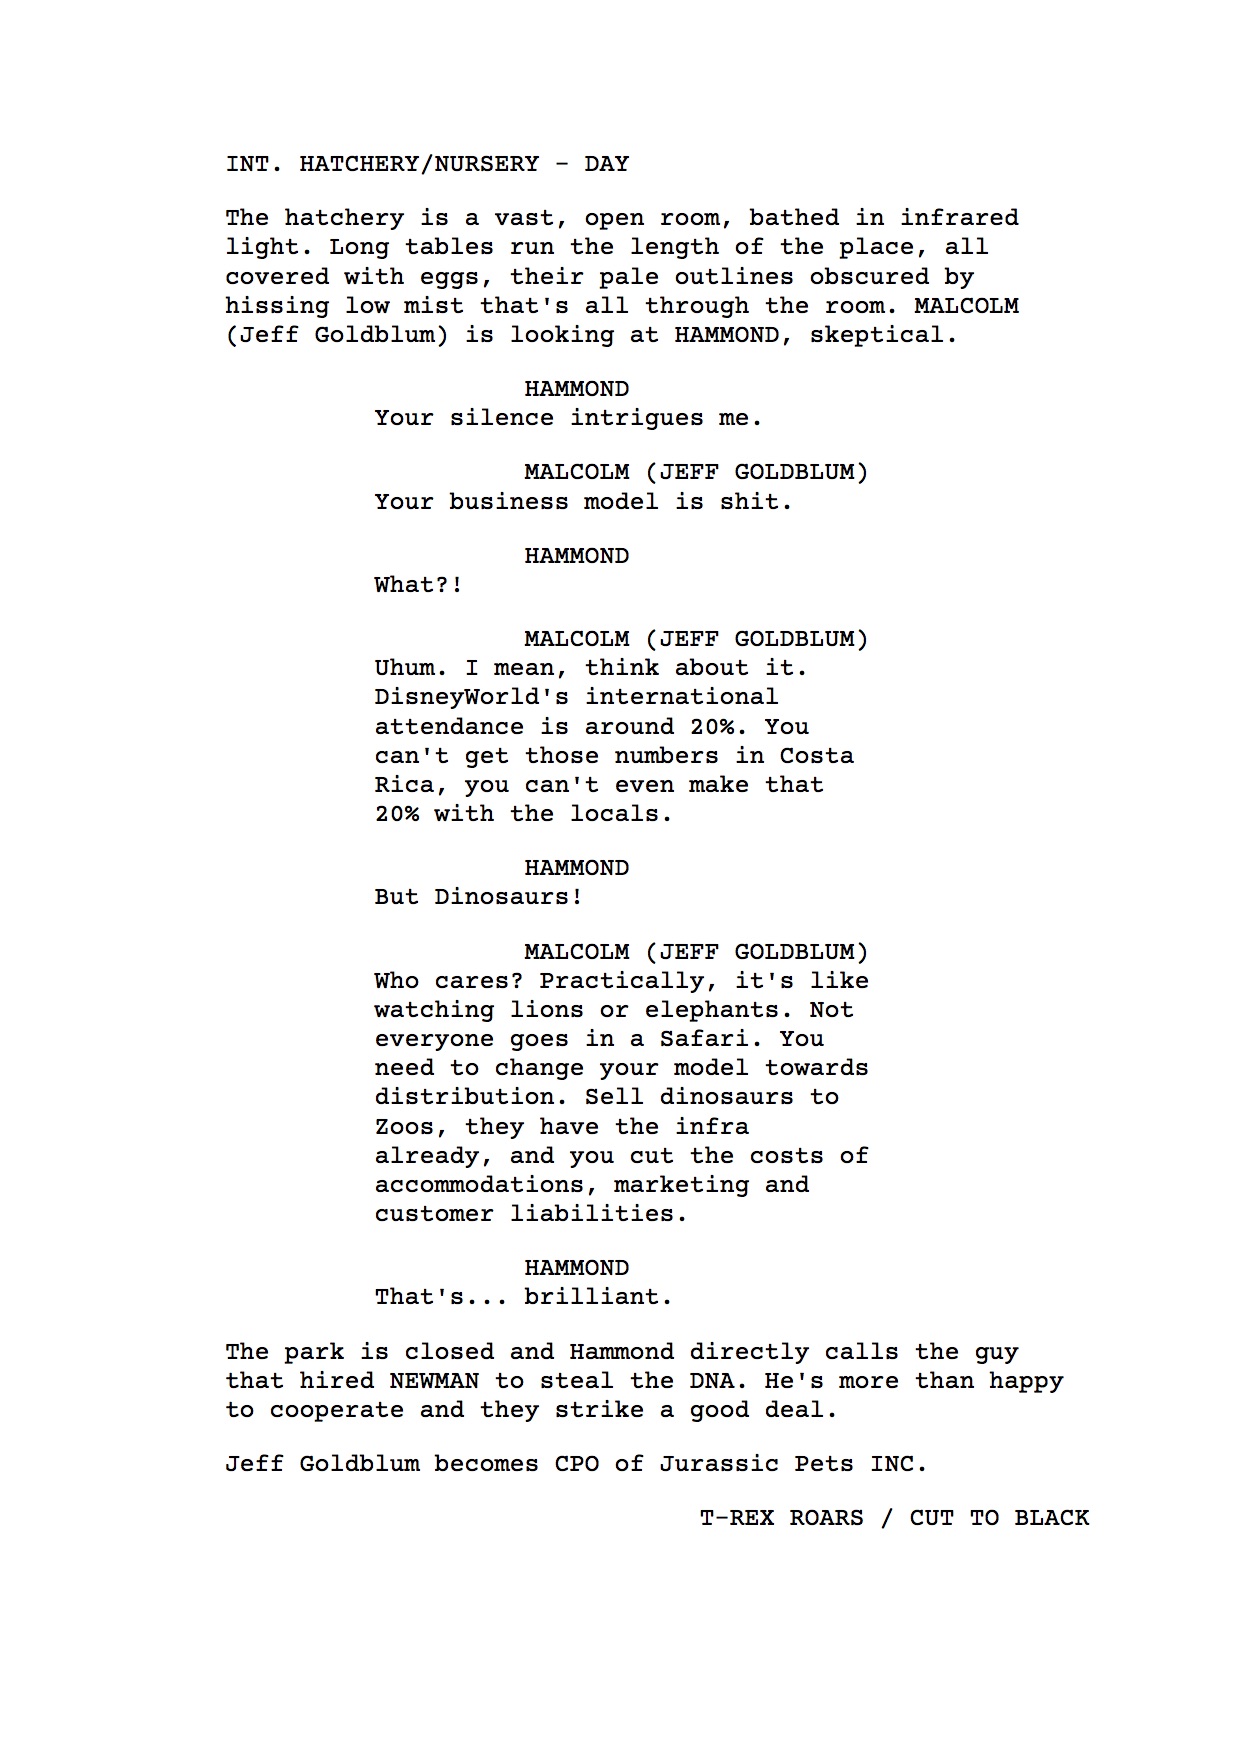 INT. HATCHERY/NURSERY - DAY
The hatchery is a vast, open room, bathed in infrared
light. Long tables run the length of the place, all
covered with eggs, their pale outlines obscured by
hissing low mist that's all through the room. MALCOLM
(Jeff Goldblum) is looking at HAMMOND, skeptical.
HAMMOND
Your silence intrigues me.
MALCOLM (JEFF GOLDBLUM)
Your business model is shit.
HAMMOND
What?!
MALCOLM (JEFF GOLDBLUM)
Uhum. I mean, think about it.
DisneyWorld's international
attendance is around 20%. You
can't get those numbers in Costa
Rica, you can't even make that
20% with the locals.
HAMMOND
But Dinosaurs!
MALCOLM (JEFF GOLDBLUM)
Who cares? Practically, it's like
watching lions or elephants. Not
everyone goes in a Safari. You
need to change your model towards
distribution. Sell dinosaurs to
Zoos, they have the infra
already, and you cut the costs of
accommodations, marketing and
customer liabilities.
HAMMOND
That's... brilliant.
The park is closed and Hammond directly calls the guy
that hired NEWMAN to steal the DNA. He's more than happy
to cooperate and they strike a good deal.
Jeff Goldblum becomes CPO of Jurassic Pets INC.
T-REX ROARS / CUT TO BLACK